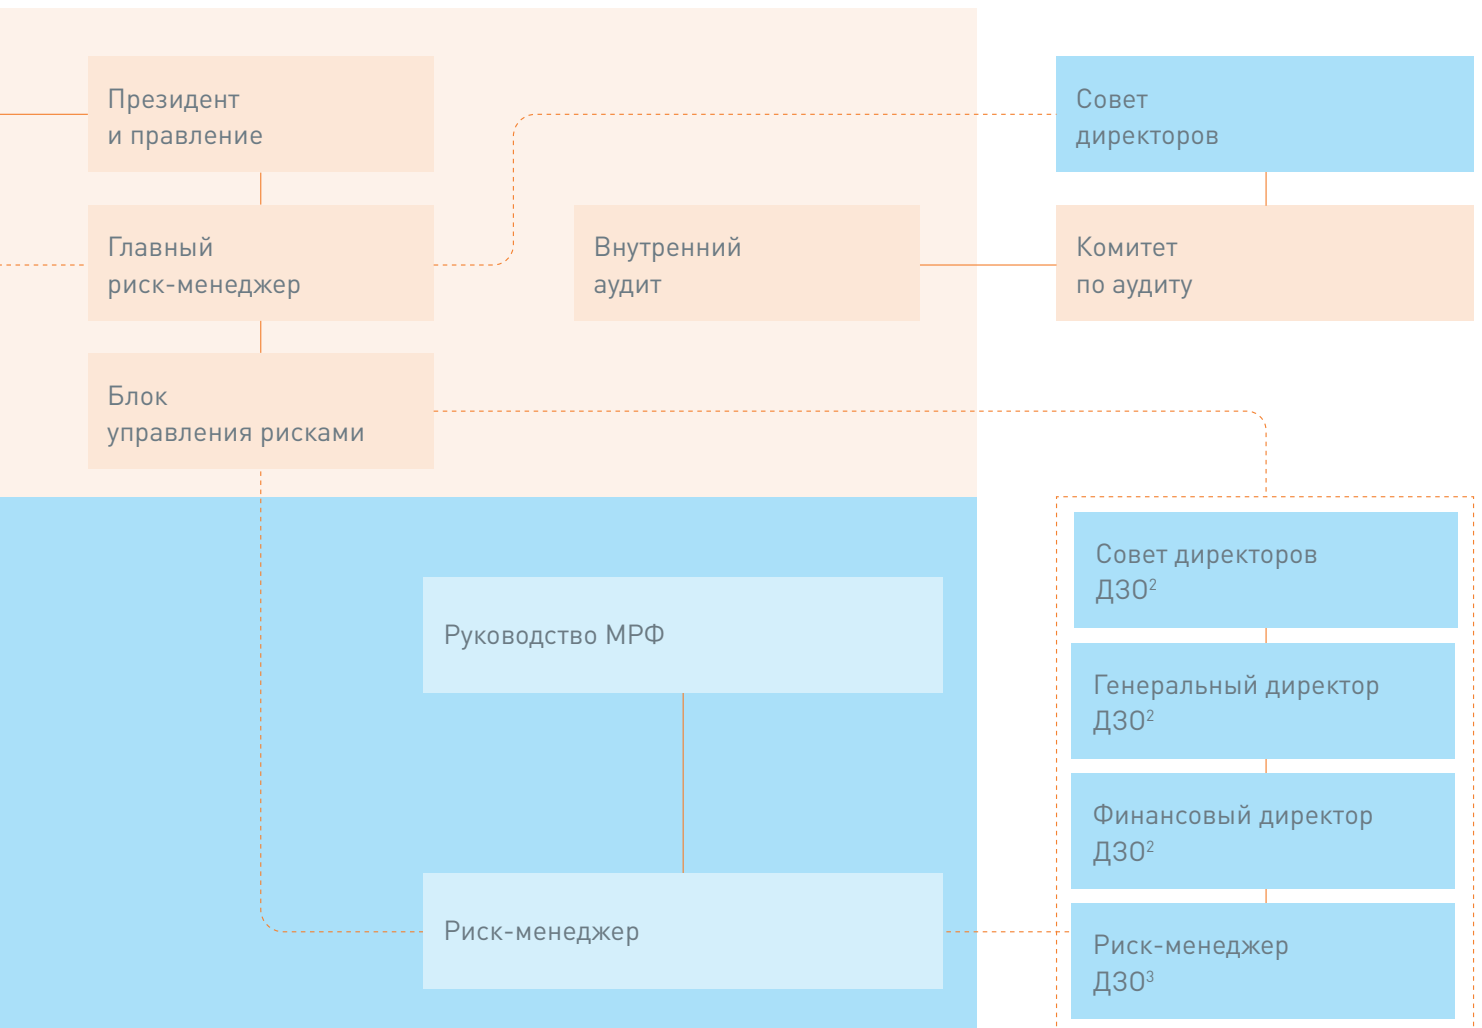 Президент
и правление
Совет
директоров
Главный
риск-менеджер
Внутренний
аудит
Комитет
по аудиту
Блок
управления рисками
Совет директоров
ДЗО²
Руководство МРФ
Генеральный директор
ДЗО²
Финансовый директор
ДЗО²
Риск-менеджер
Риск-менеджер
ДЗО³